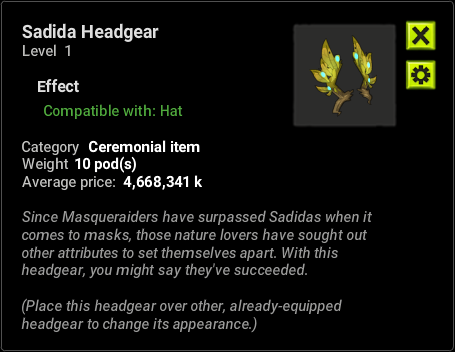 Sadida Headgear
Level 1
Effect
Compatible with: Hat
Category Ceremonial item
Weight 10 pod(s)
Average price: 4,668,341 k
Since Masqueraiders have surpassed Sadidas when it
comes to masks, those nature lovers have sought out
other attributes to set themselves apart. With this
headgear, you might say they've succeeded.
(Place this headgear over other, already-equipped
headgear to change its appearance.)